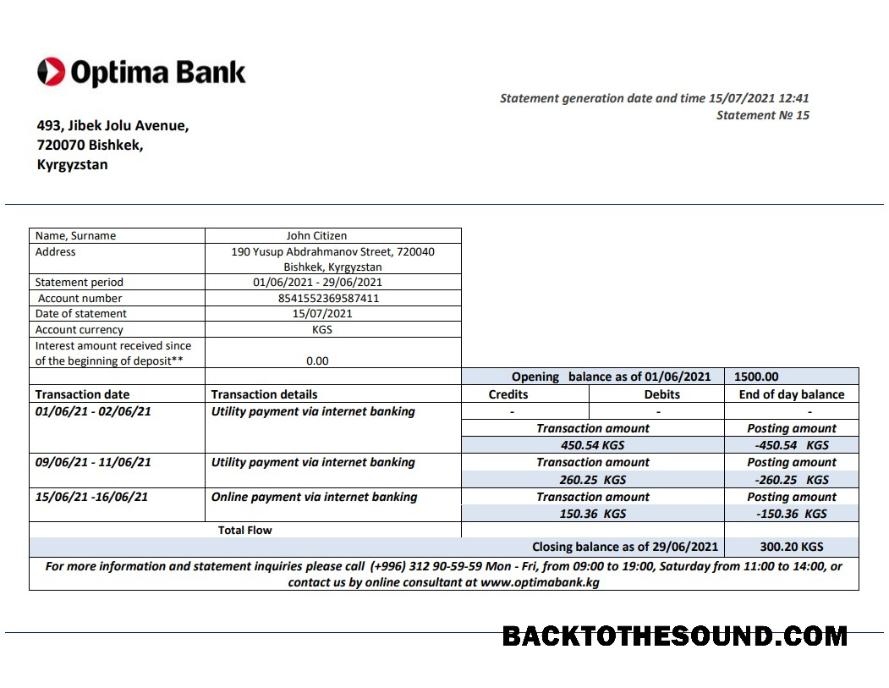 Optima Bank
Statement generation date and time 15/07/2021 12:41
Statement № 15
493, Jibek Jolu Avenue,
720070 Bishkek,
Kyrgyzstan
Name, Surname John Citizen
Address 190 Yusup Abdrahmanov Street, 720040
Bishkek, Kyrgyzstan
Statement period 01/06/2021 - 29/06/2021
Account number 8541552369587411
Date of statement 15/07/2021
Account currency KGS
Interest amount received since
of the beginning of deposit** 0.00
Opening balance as of 01/06/2021 1500.00
Transaction date Transaction details Credits Debits End of day balance
01/06/21 - 02/06/21 Utility payment via internet banking - - -
Transaction amount Posting amount
450.54 KGS -450.54 KGS
09/06/21 - 11/06/21 Utility payment via internet banking Transaction amount Posting amount
260.25 KGS -260.25 KGS
15/06/21 -16/06/21 Online payment via internet banking Transaction amount Posting amount
150.36 KGS -150.36 KGS
Total Flow
Closing balance as of 29/06/2021 300.20 KGS
For more information and statement inquiries please call (+996) 312 90-59-59 Mon - Fri, from 09:00 to 19:00, Saturday from 11:00 to 14:00, or
contact us by online consultant at www.optimabank.kg
BACKTOTHESOUND.COM